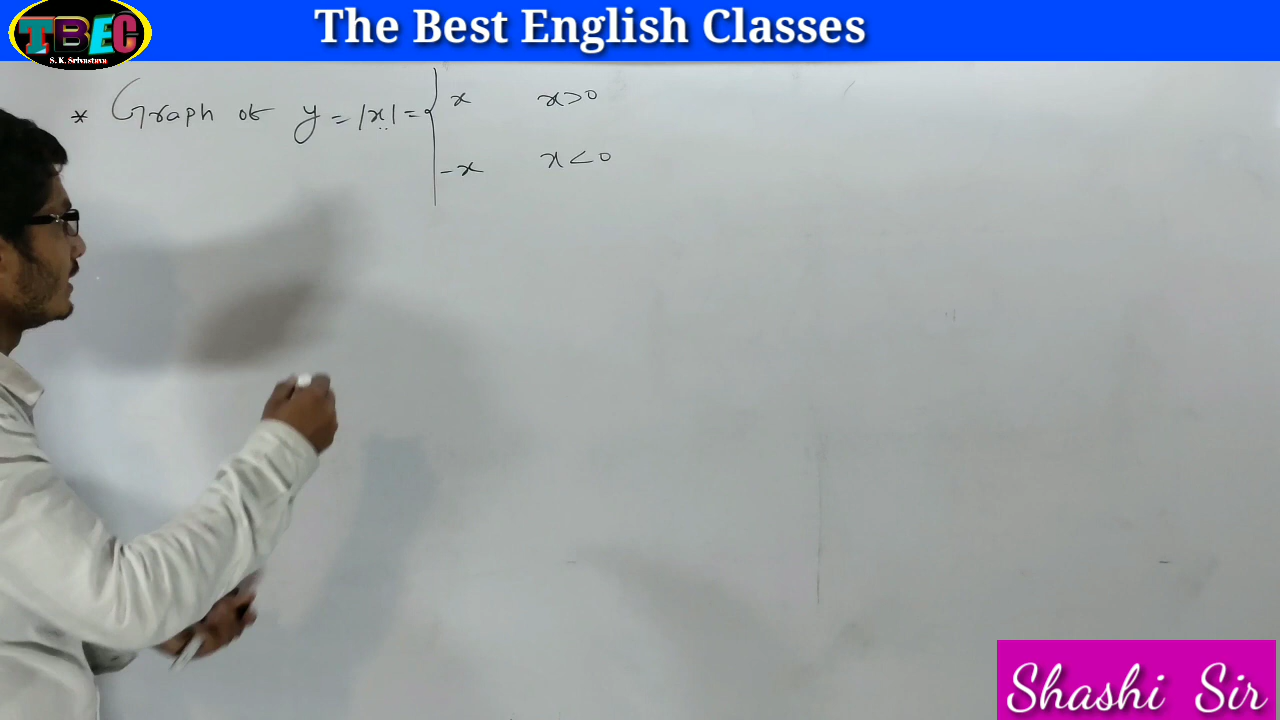 TBEC
S. K. Srivastava
The Best English Classes
* Graph of y = |x| = { x x>0
-x x<0
Shashi Sir